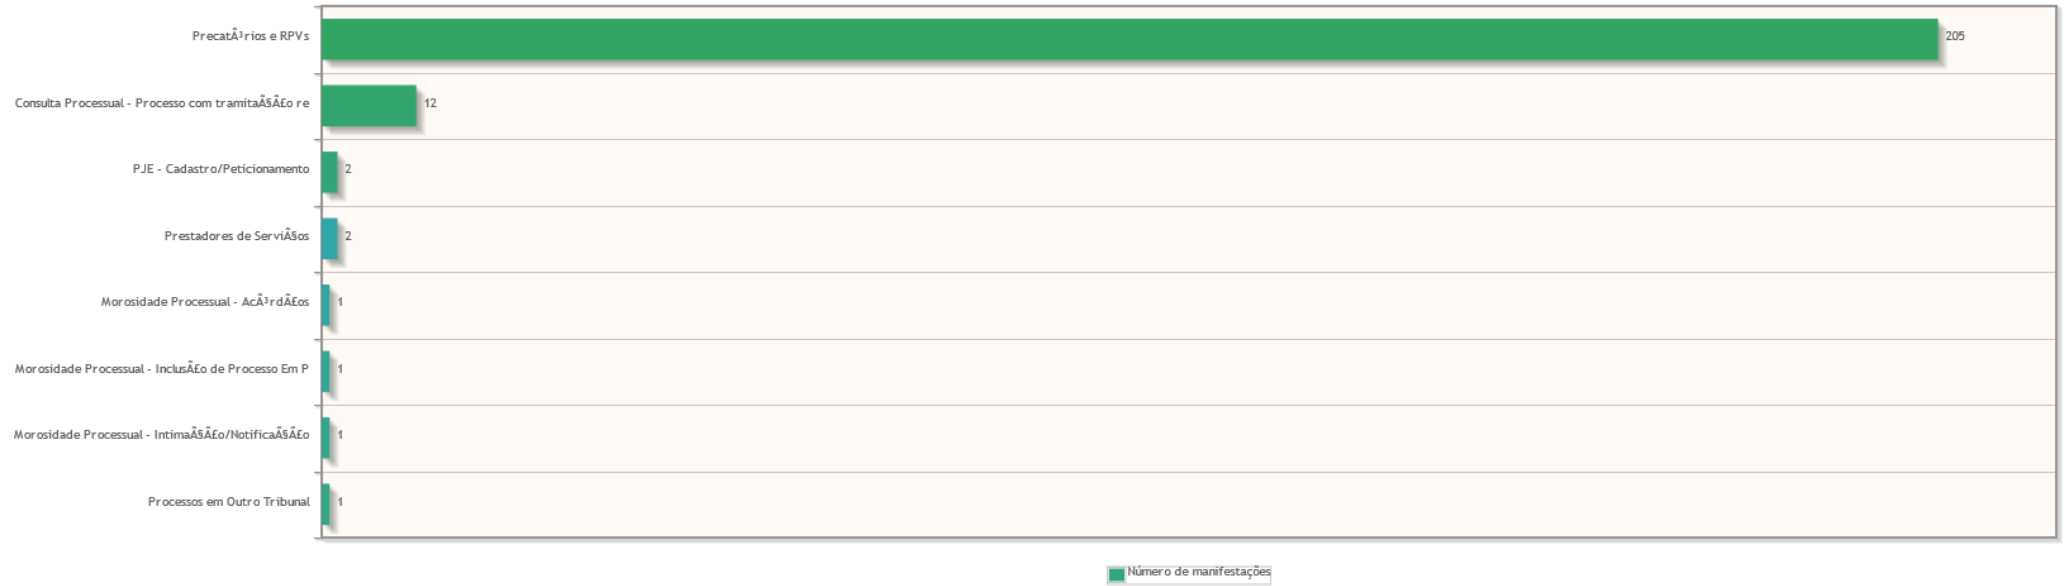 PrecatÃ³rios e RPVs
205
Consulta Processual - Processo com tramitaÃ§Ã£o re
12
PJE - Cadastro/Peticionamento
2
Prestadores de ServiÃ§os
2
Morosidade Processual - AcÃ³rdÃ£os
1
Morosidade Processual - InclusÃ£o de Processo Em P
1
Morosidade Processual - IntimaÃ§Ã£o/NotificaÃ§Ã£o
1
Processos em Outro Tribunal
1
Número de manifestações